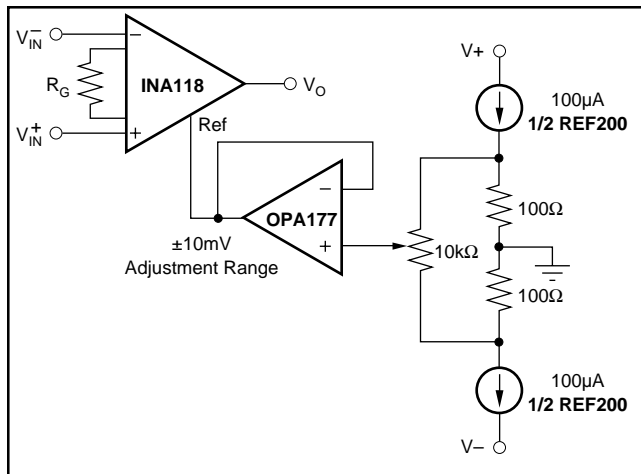 V−IN
RG
V+IN
−
+
INA118
Ref
VO
±10mV
Adjustment Range
−
+
OPA177
10kΩ
V+
100µA
1/2 REF200
100Ω
100Ω
100µA
1/2 REF200
V−